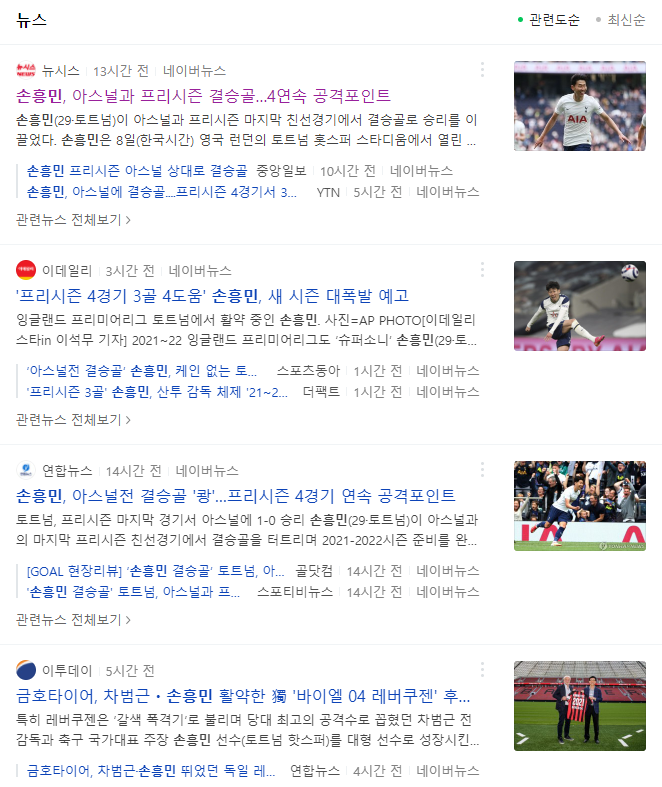 뉴스
관련도순 최신순
뉴시스 13시간 전 네이버뉴스
손흥민, 아스널과 프리시즌 결승골...4연속 공격포인트
손흥민(29·토트넘)이 아스널과 프리시즌 마지막 친선경기에서 결승골로 승리를 이
끌었다. 손흥민은 8일(한국시간) 영국 런던의 토트넘 홋스퍼 스타디움에서 열린 ...
손흥민 프리시즌 아스널 상대로 결승골 중앙일보 10시간 전 네이버뉴스
손흥민, 아스널에 결승골....프리시즌 4경기서 3... YTN 5시간 전 네이버뉴스
관련뉴스 전체보기 >
이데일리 3시간 전 네이버뉴스
'프리시즌 4경기 3골 4도움' 손흥민, 새 시즌 대폭발 예고
잉글랜드 프리미어리그 토트넘에서 활약 중인 손흥민. 사진=AP PHOTO[이데일리
스타in 이석무 기자] 2021~22 잉글랜드 프리미어리그도 '슈퍼소니' 손흥민(29·토...
'아스널전 결승골' 손흥민, 케인 없는 토... 스포츠동아 1시간 전 네이버뉴스
'프리시즌 3골' 손흥민, 산투 감독 체제 '21~2... 더팩트 1시간 전 네이버뉴스
관련뉴스 전체보기 >
연합뉴스 14시간 전 네이버뉴스
손흥민, 아스널전 결승골 '쾅'...프리시즌 4경기 연속 공격포인트
토트넘, 프리시즌 마지막 경기서 아스널에 1-0 승리 손흥민(29·토트넘)이 아스널과
의 마지막 프리시즌 친선경기에서 결승골을 터트리며 2021-2022시즌 준비를 완...
[GOAL 현장리뷰] '손흥민 결승골' 토트넘, 아... 골닷컴 14시간 전 네이버뉴스
'손흥민 결승골' 토트넘, 아스널과 프... 스포티비뉴스 14시간 전 네이버뉴스
관련뉴스 전체보기 >
이투데이 5시간 전
금호타이어, 차범근·손흥민 활약한 獨 '바이엘 04 레버쿠젠' 후...
특히 레버쿠젠은 '갈색 폭격기'로 불리며 당대 최고의 공격수로 꼽혔던 차범근 전
감독과 축구 국가대표 주장 손흥민 선수(토트넘 핫스퍼)를 대형 선수로 성장시킨...
금호타이어, 차범근·손흥민 뛰었던 독일 레... 연합뉴스 4시간 전 네이버뉴스